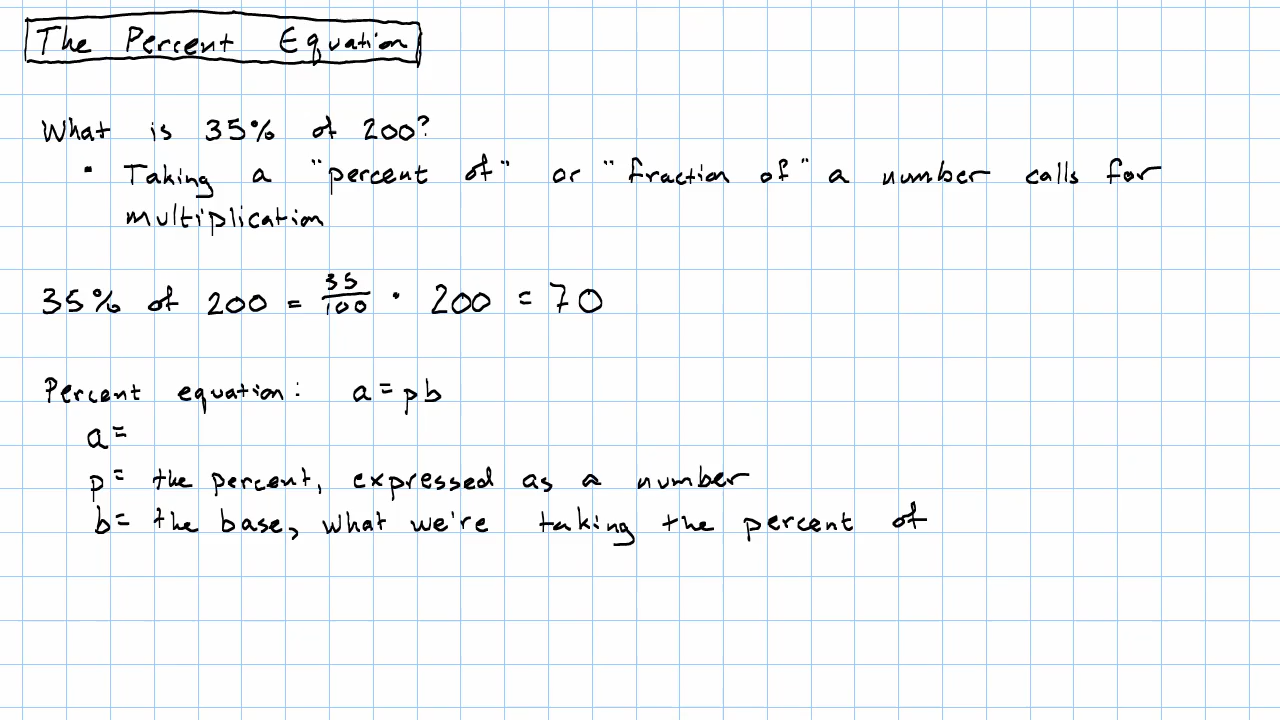 The Percent Equation
What is 35% of 200?
• Taking a "percent of" or "fraction of" a number calls for
multiplication
35% of 200 = 35/100 · 200 = 70
Percent equation: a = pb
a =
p = the percent, expressed as a number
b = the base, what we're taking the percent of